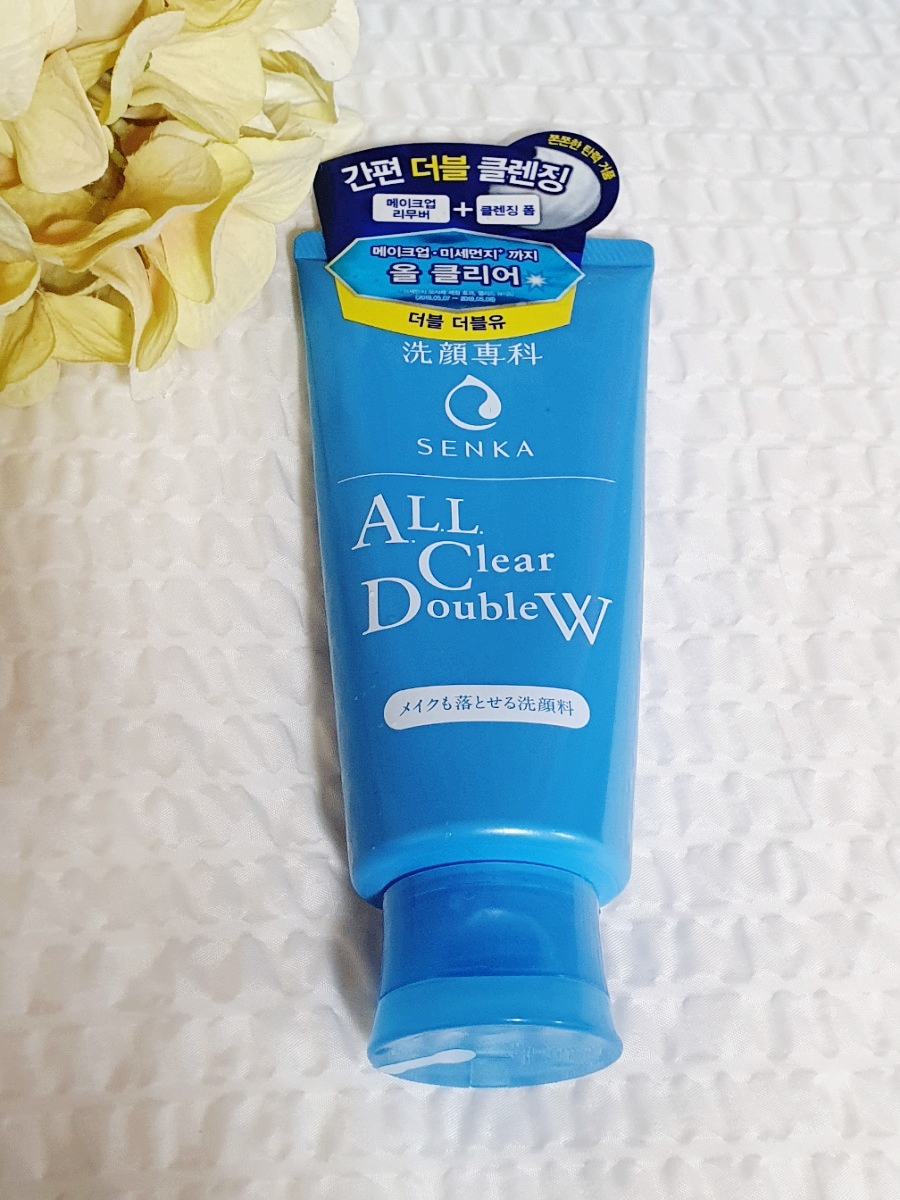 쫀쫀한 탄력 거품
간편 더블 클렌징
메이크업
리무버
+
클렌징 폼
메이크업·미세먼지* 까지
올 클리어
더블 더블유
洗顔専科
SENKA
A.L.L.
Clear
DoubleW
メイクも落とせる洗顔料